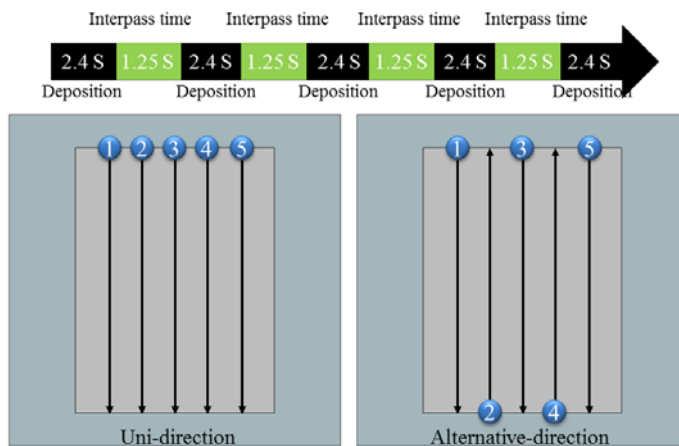 Interpass time Interpass time Interpass time Interpass time
2.4 S 1.25 S 2.4 S 1.25 S 2.4 S 1.25 S 2.4 S 1.25 S 2.4 S
Deposition Deposition Deposition Deposition Deposition
1 2 3 4 5
Uni-direction
1 3 5
2 4
Alternative-direction